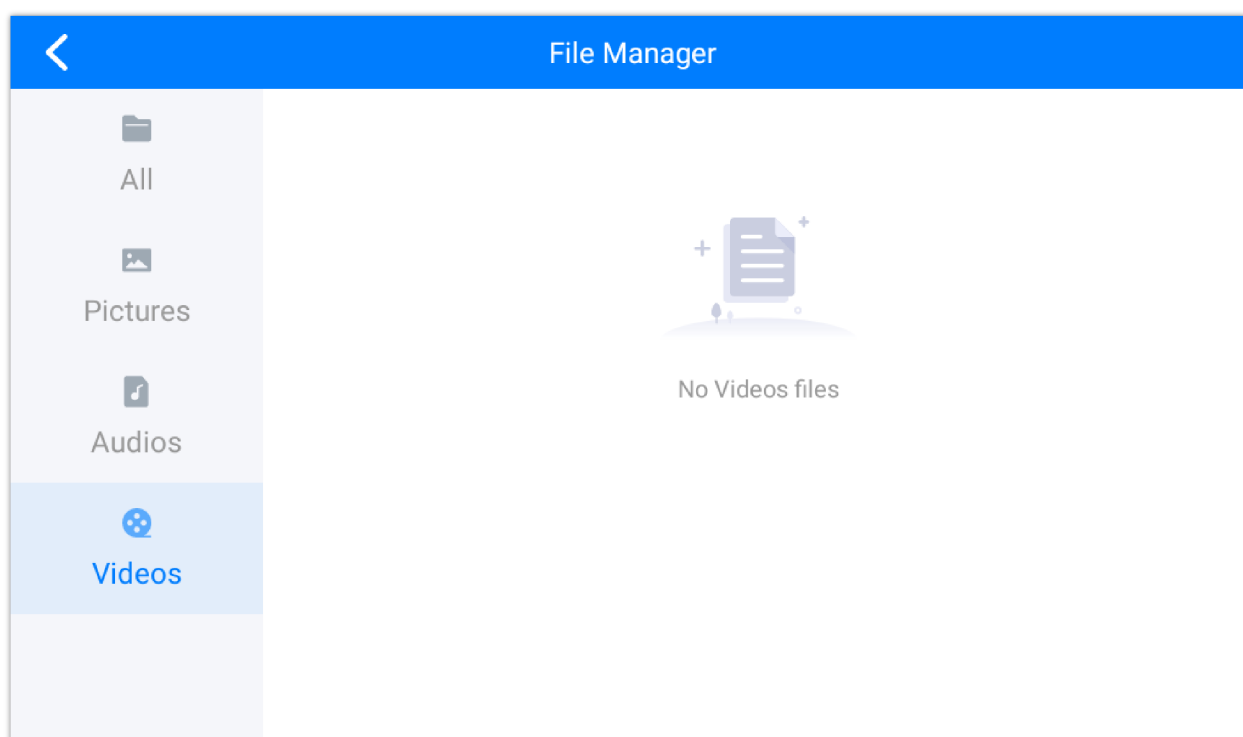 File Manager
All
Pictures
Audios
Videos
No Videos files